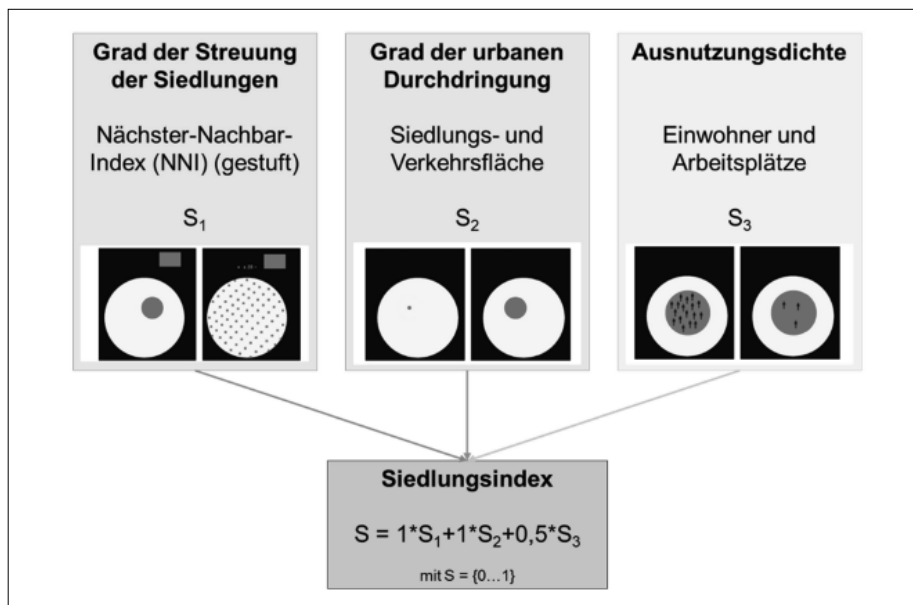 Grad der Streuung
der Siedlungen
Nächster-Nachbar-
Index (NNI) (gestuft)
S₁
Grad der urbanen
Durchdringung
Siedlungs- und
Verkehrsfläche
S₂
Ausnutzungsdichte
Einwohner und
Arbeitsplätze
S₃
Siedlungsindex
S = 1*S₁+1*S₂+0,5*S₃
mit S = {0…1}